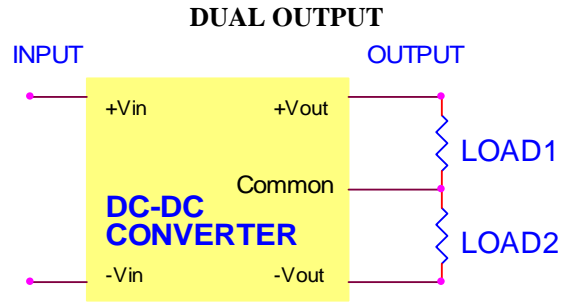 DUAL OUTPUT
INPUT
OUTPUT
+Vin
+Vout
LOAD1
Common
DC-DC
CONVERTER
LOAD2
-Vin
-Vout